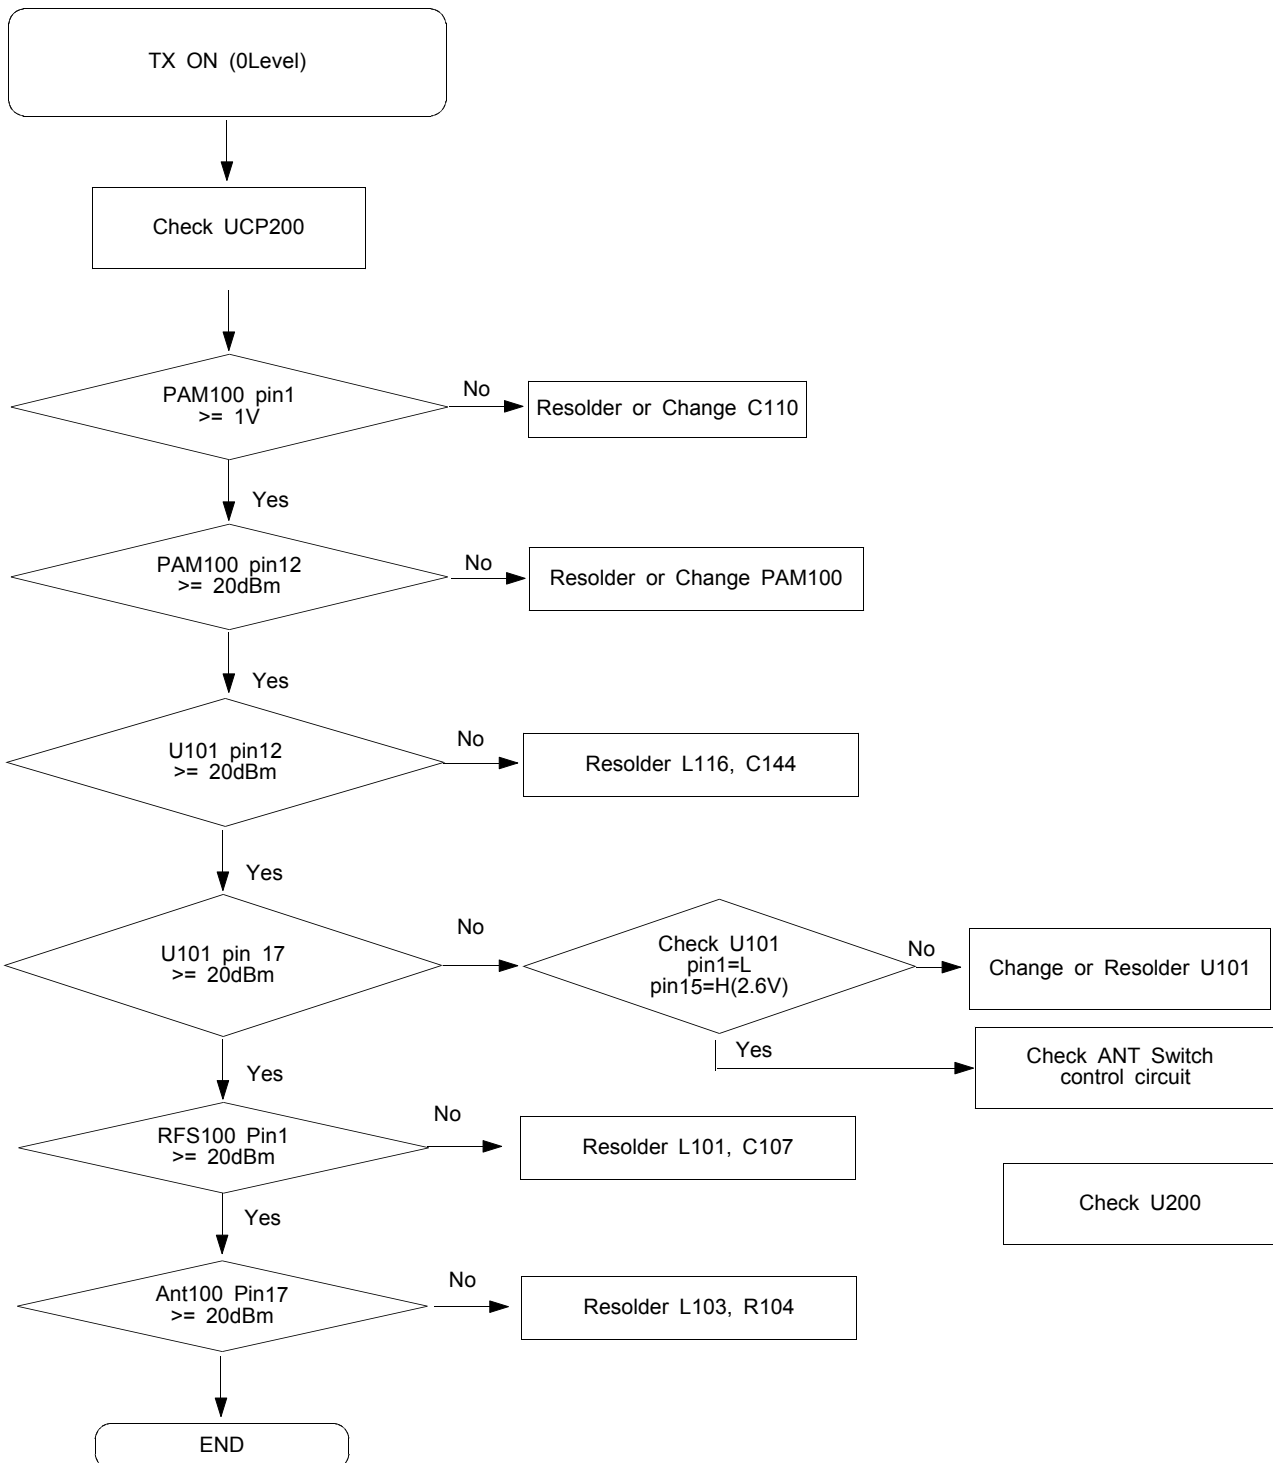 TX ON (0Level)
Check UCP200
PAM100 pin1
>= 1V
No
Resolder or Change C110
Yes
PAM100 pin12
>= 20dBm
No
Resolder or Change PAM100
Yes
U101 pin12
>= 20dBm
No
Resolder L116, C144
Yes
U101 pin 17
>= 20dBm
No
Check U101
pin1=L
pin15=H(2.6V)
No
Change or Resolder U101
Yes
Check ANT Switch
control circuit
Yes
RFS100 Pin1
>= 20dBm
No
Resolder L101, C107
Check U200
Yes
Ant100 Pin17
>= 20dBm
No
Resolder L103, R104
END